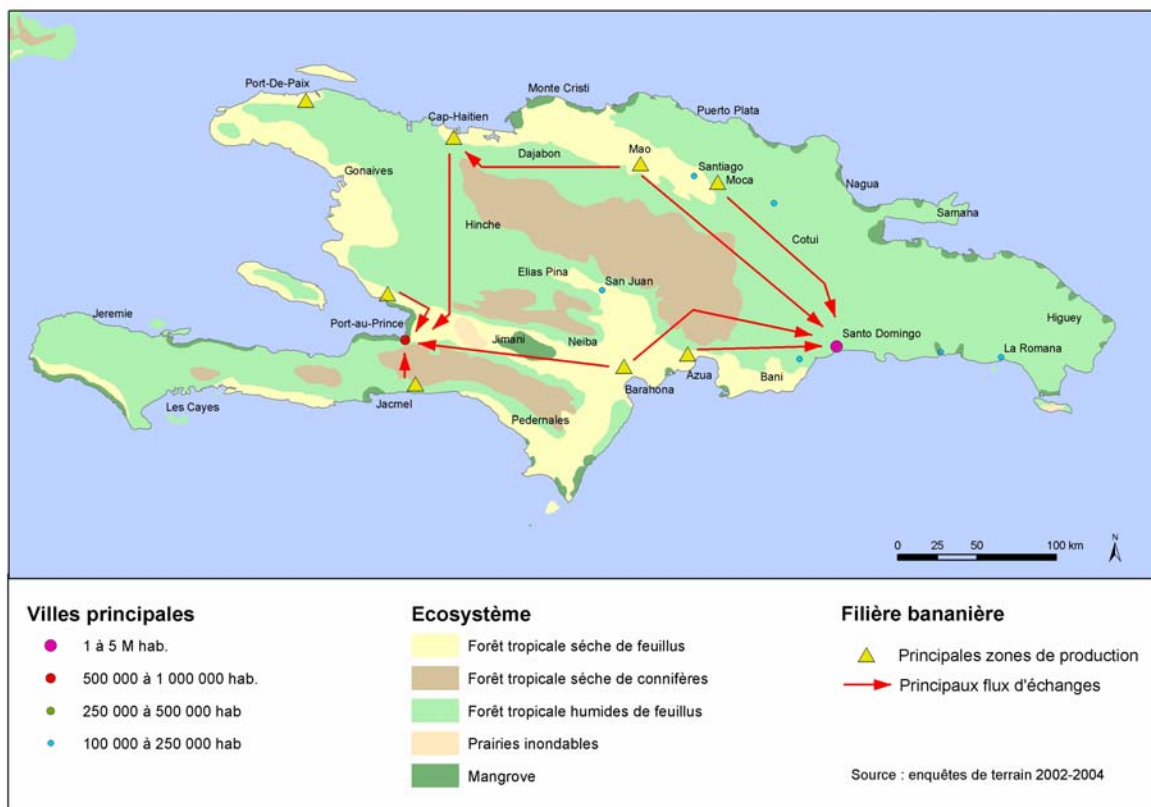 Port-De-Paix
Monte Cristi
Puerto Plata
Cap-Haitien
Dajabon
Mao
Santiago
Moca
Gonaives
Nagua
Samana
Hinche
Cotui
Elias Pina
San Juan
Jeremie
Port-au-Prince
Jimani
Neiba
Santo Domingo
Higuey
La Romana
Barahona
Azua
Bani
Les Cayes
Jacmel
Pedernales
N
0 25 50 100 km
Villes principales
1 à 5 M hab.
500 000 à 1 000 000 hab.
250 000 à 500 000 hab
100 000 à 250 000 hab
Ecosystème
Forêt tropicale séche de feuillus
Forêt tropicale séche de connifères
Forêt tropicale humides de feuillus
Prairies inondables
Mangrove
Filière bananière
Principales zones de production
Principaux flux d'échanges
Source : enquêtes de terrain 2002-2004